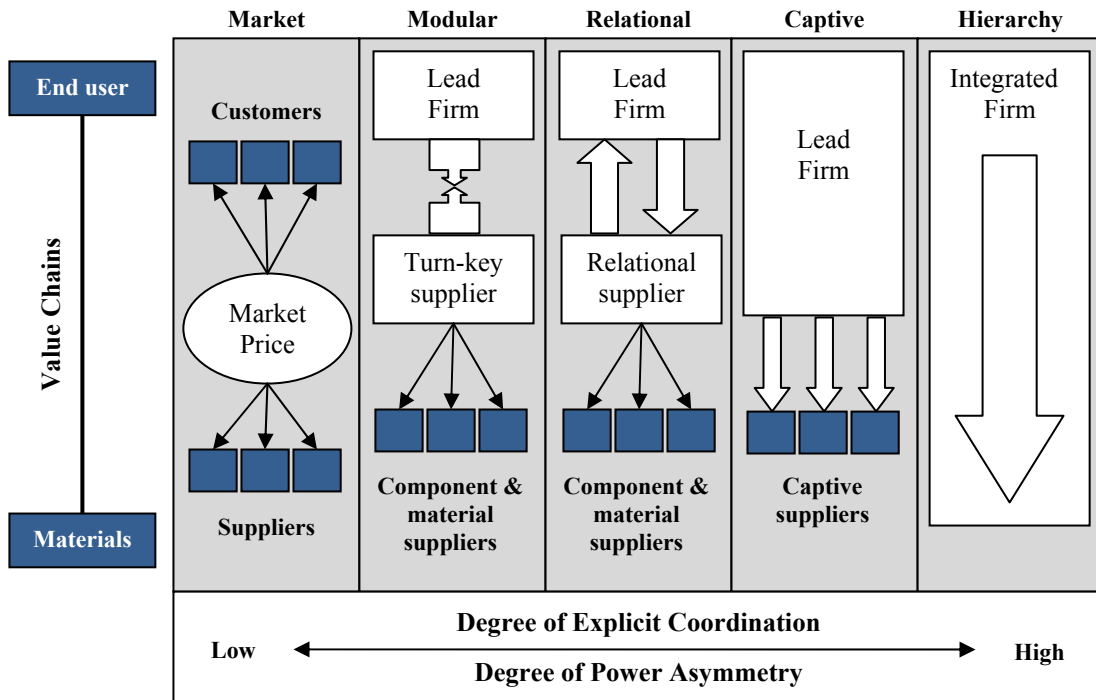 Market
Modular
Relational
Captive
Hierarchy
End user
Value Chains
Materials
Customers
Market
Price
Suppliers
Lead
Firm
Turn-key
supplier
Component &
material
suppliers
Lead
Firm
Relational
supplier
Component &
material
suppliers
Lead
Firm
Captive
suppliers
Integrated
Firm
Degree of Explicit Coordination
Low
High
Degree of Power Asymmetry